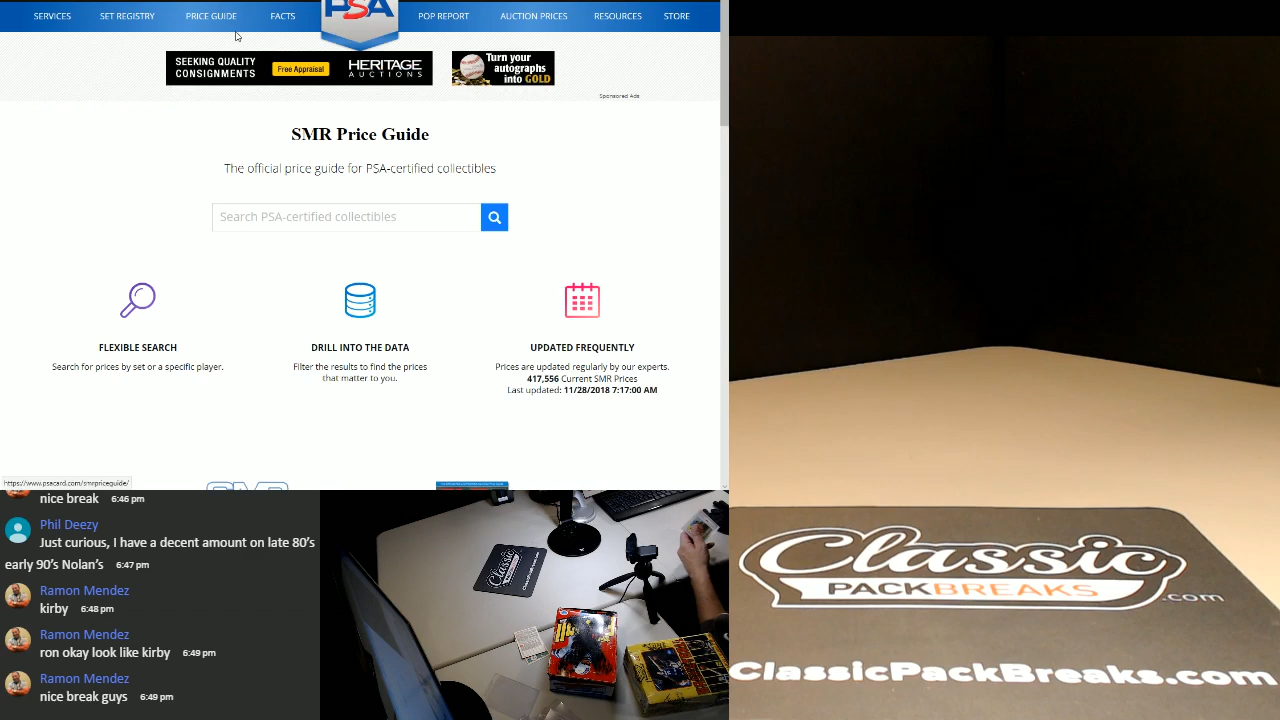 SERVICES
SET REGISTRY
PRICE GUIDE
FACTS
PSA
POP REPORT
AUCTION PRICES
RESOURCES
STORE
SEEKING QUALITY
CONSIGNMENTS
Free Appraisal
HERITAGE
AUCTIONS
Turn your
autographs
into GOLD
Sponsored Ads
SMR Price Guide
The official price guide for PSA-certified collectibles
Search PSA-certified collectibles
FLEXIBLE SEARCH
Search for prices by set or a specific player.
DRILL INTO THE DATA
Filter the results to find the prices
that matter to you.
UPDATED FREQUENTLY
Prices are updated regularly by our experts.
417,556 Current SMR Prices
Last updated: 11/28/2018 7:17:00 AM
https://www.psacard.com/smrpriceguide/
nice break 6:46 pm
Phil Deezy
Just curious, I have a decent amount on late 80's
early 90's Nolan's 6:47 pm
Ramon Mendez
kirby 6:48 pm
Ramon Mendez
ron okay look like kirby 6:49 pm
Ramon Mendez
nice break guys 6:49 pm
Classic
Classic
PACKBREAKS
.com
ClassicPackBreaks.com